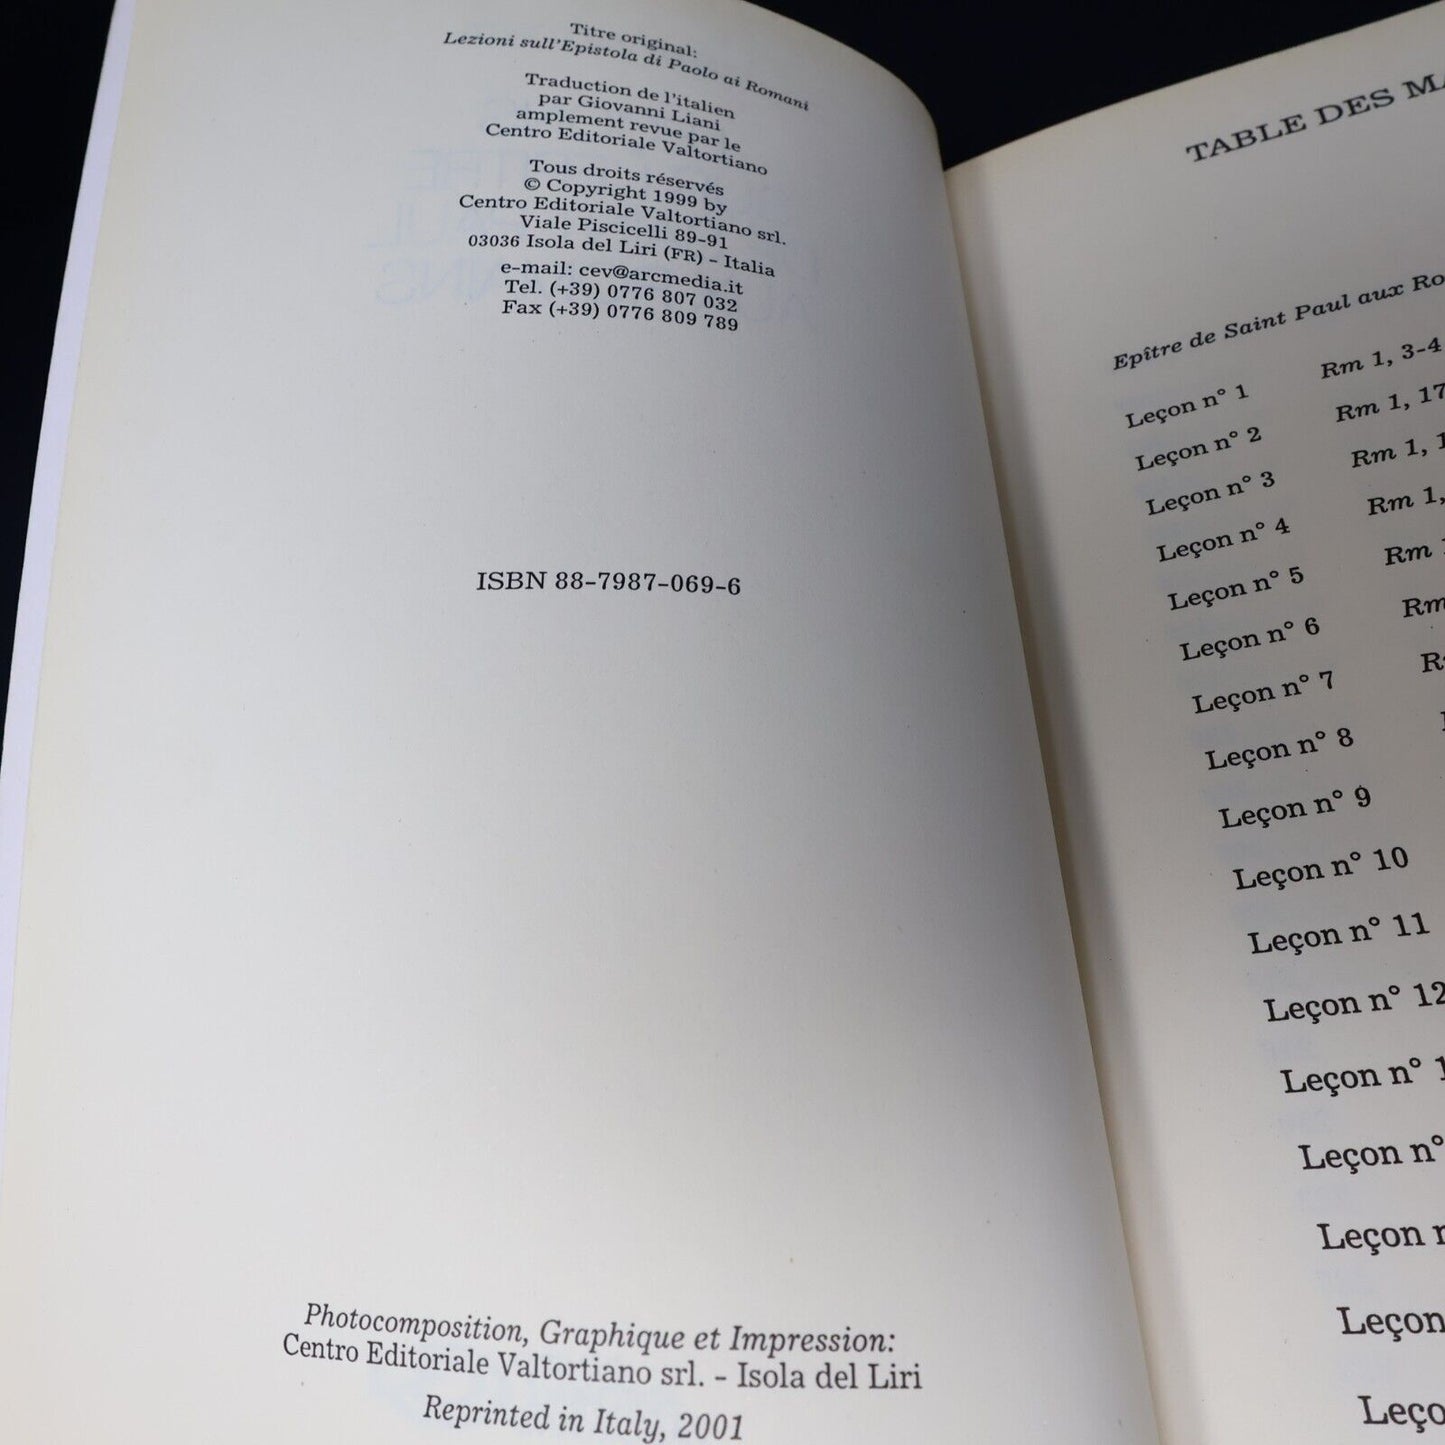 Titre original:
Lezioni sull'Epistola di Paolo ai Romani
Traduction de l'italien
par Giovanni Liani
amplement revue par le
Centro Editoriale Valtortiano
Tous droits réservés
© Copyright 1999 by
Centro Editoriale Valtortiano srl.
Viale Piscicelli 89-91
03036 Isola del Liri (FR) - Italia
e-mail: cev@arcmedia.it
Tel. (+39) 0776 807 032
Fax (+39) 0776 809 789
ISBN 88-7987-069-6
Photocomposition, Graphique et Impression:
Centro Editoriale Valtortiano srl. - Isola del Liri
Reprinted in Italy, 2001
TABLE DES MA
Epître de Saint Paul aux Ro
Leçon n° 1 Rm 1, 3-4
Leçon n° 2 Rm 1, 17
Leçon n° 3 Rm 1, 1
Leçon n° 4 Rm 1,
Leçon n° 5 Rm
Leçon n° 6 Rm
Leçon n° 7
Leçon n° 8
Leçon n° 9
Leçon n° 10
Leçon n° 11
Leçon n° 12
Leçon n° 1
Leçon n°
Leçon n
Leçon
Leço